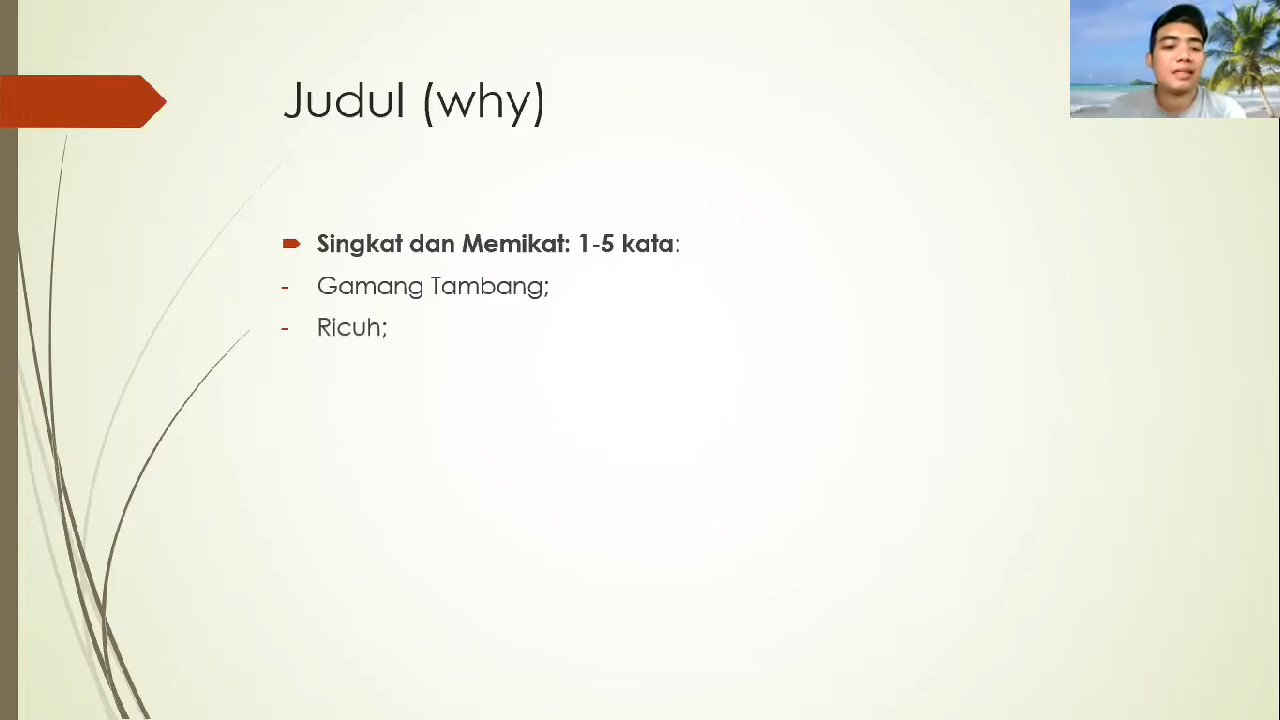 Judul (why)
Singkat dan Memikat: 1-5 kata:
- Gamang Tambang;
- Ricuh;